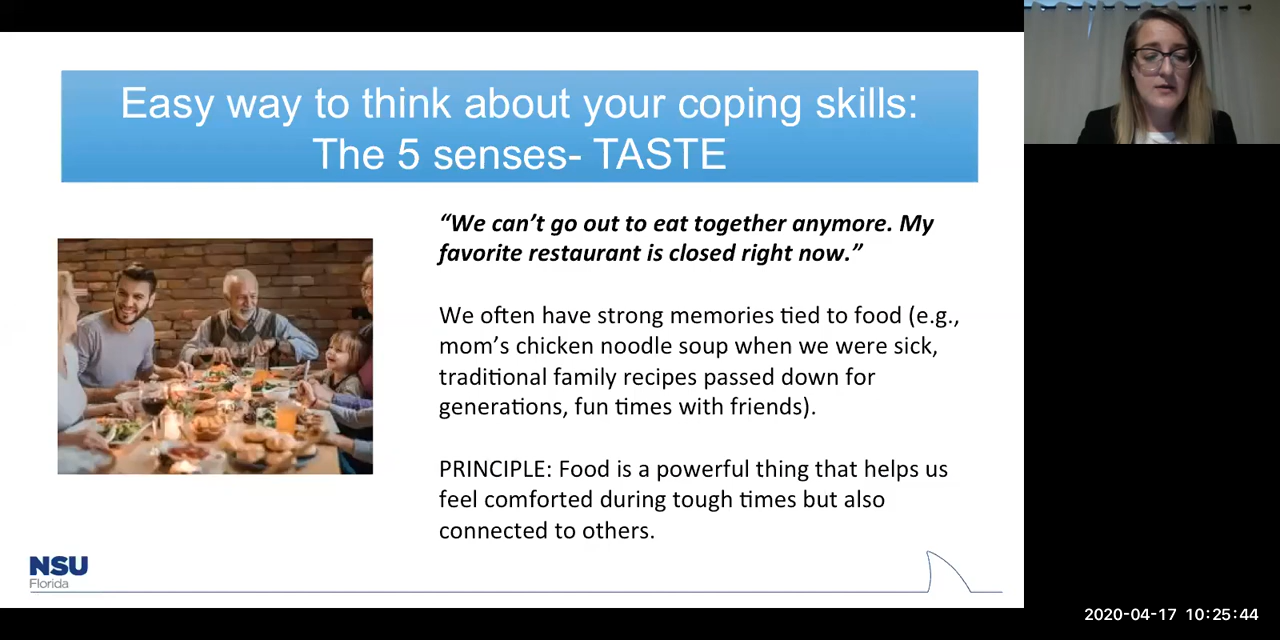 Easy way to think about your coping skills:
The 5 senses- TASTE
“We can’t go out to eat together anymore. My
favorite restaurant is closed right now.”
We often have strong memories tied to food (e.g.,
mom’s chicken noodle soup when we were sick,
traditional family recipes passed down for
generations, fun times with friends).
PRINCIPLE: Food is a powerful thing that helps us
feel comforted during tough times but also
connected to others.
NSU
Florida
2020-04-17 10:25:44